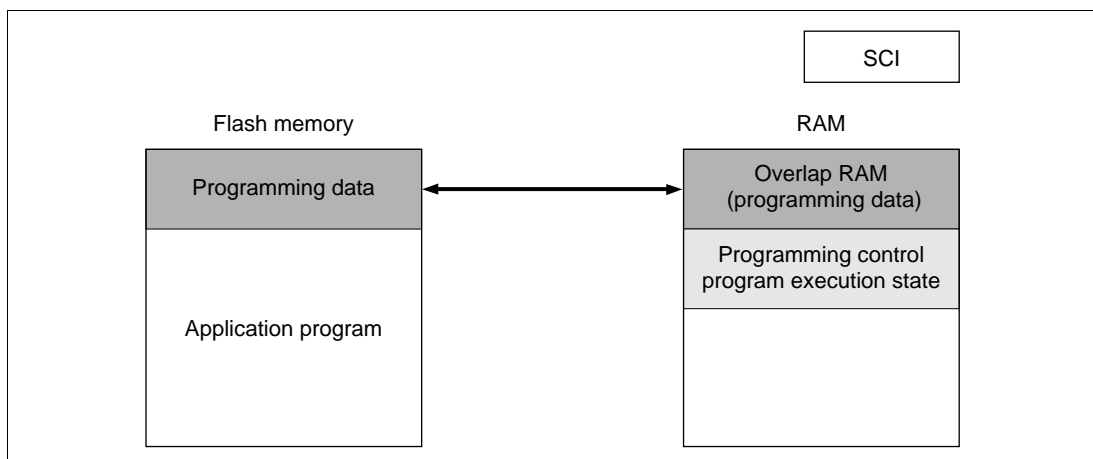 SCI
Flash memory
RAM
Programming data
Overlap RAM
(programming data)
Programming control
program execution state
Application program